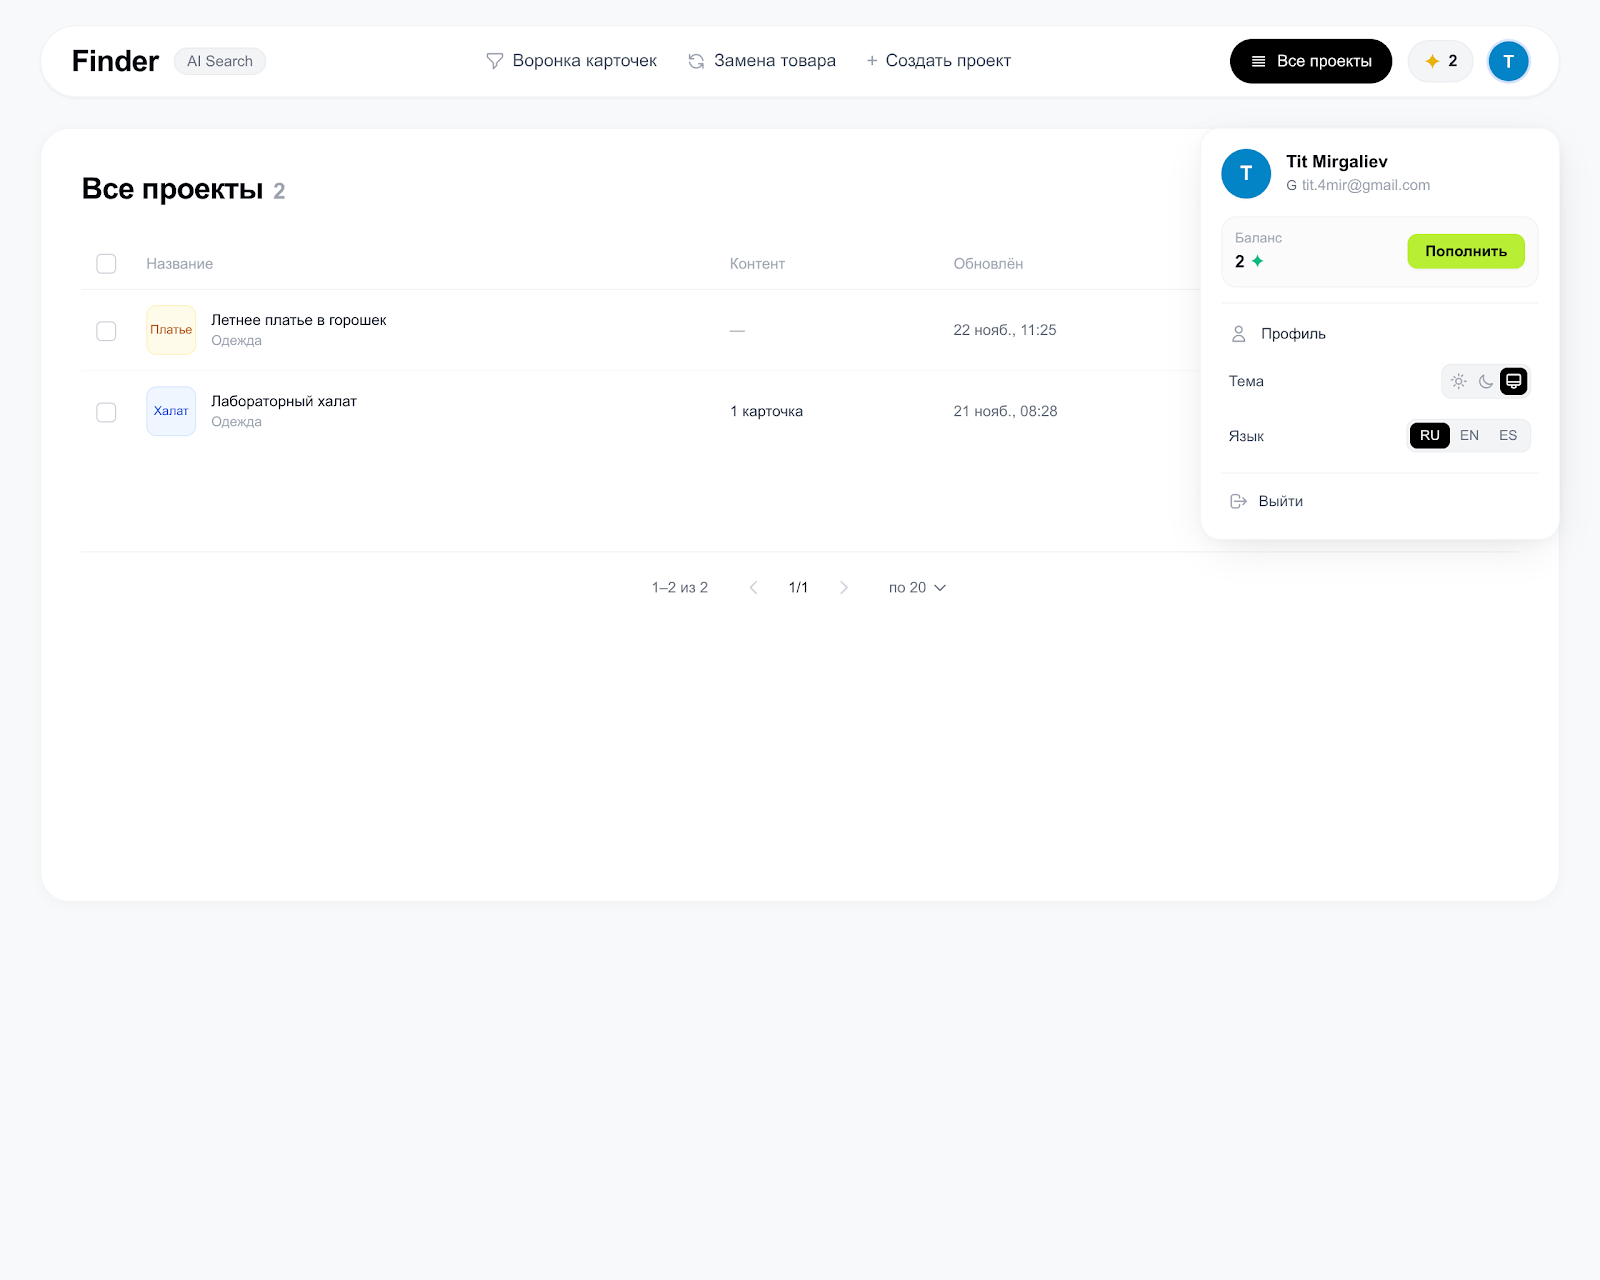 Finder
AI Search
Воронка карточек
Замена товара
+ Создать проект
Все проекты
2
T
Все проекты 2
Название
Контент
Обновлён
Платье
Летнее платье в горошек
Одежда
—
22 нояб., 11:25
Халат
Лабораторный халат
Одежда
1 карточка
21 нояб., 08:28
1–2 из 2
1/1
по 20
T
Tit Mirgaliev
G tit.4mir@gmail.com
Баланс
2
Пополнить
Профиль
Тема
Язык
RU EN ES
Выйти